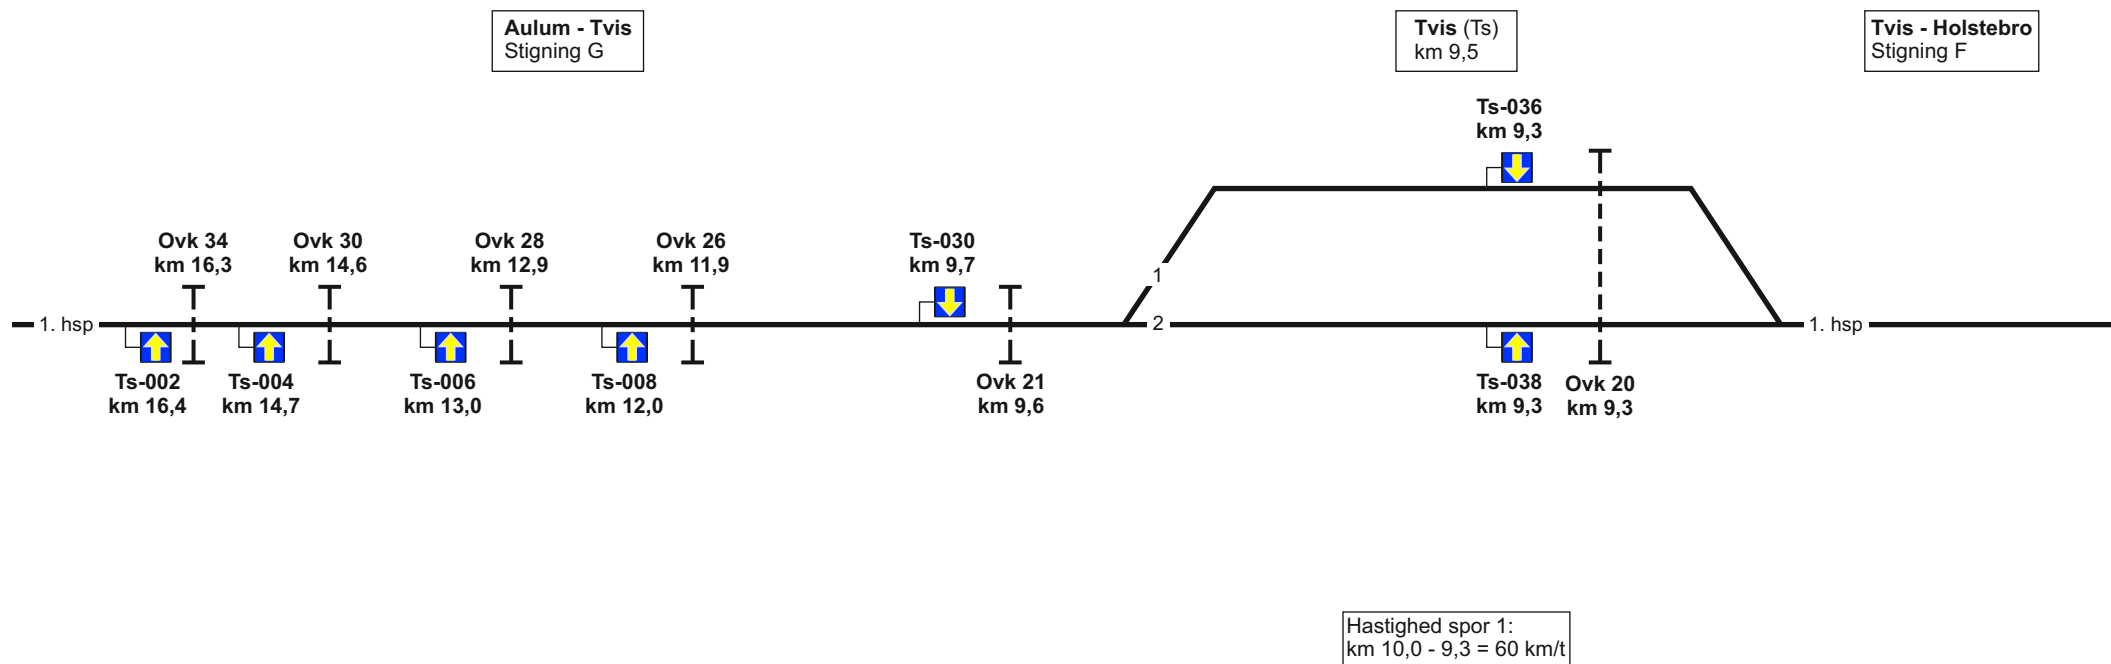 Aulum - Tvis
Stigning G
Tvis (Ts)
km 9,5
Tvis - Holstebro
Stigning F
Ts-036
km 9,3
Ovk 34
km 16,3
Ovk 30
km 14,6
Ovk 28
km 12,9
Ovk 26
km 11,9
Ts-030
km 9,7
1
1. hsp
2
1. hsp
Ts-002
km 16,4
Ts-004
km 14,7
Ts-006
km 13,0
Ts-008
km 12,0
Ovk 21
km 9,6
Ts-038
km 9,3
Ovk 20
km 9,3
Hastighed spor 1:
km 10,0 - 9,3 = 60 km/t